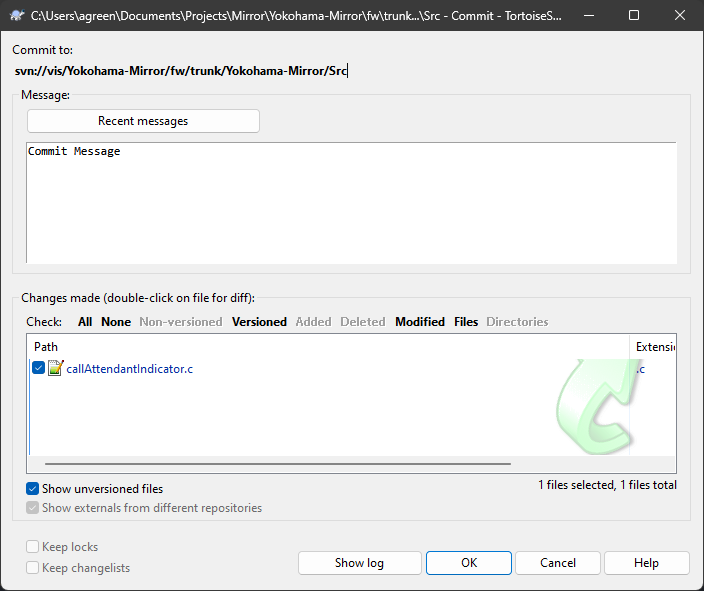 C:\Users\agreen\Documents\Projects\Mirror\Yokohama-Mirror\fw\trunk...\Src - Commit - TortoiseS...
Commit to:
svn://vis/Yokohama-Mirror/fw/trunk/Yokohama-Mirror/Src
Message:
Recent messages
Commit Message
Changes made (double-click on file for diff):
Check: All None Non-versioned Versioned Added Deleted Modified Files Directories
Path Extensi
callAttendantIndicator.c .c
Show unversioned files 1 files selected, 1 files total
Show externals from different repositories
Keep locks
Keep changelists
Show log OK Cancel Help